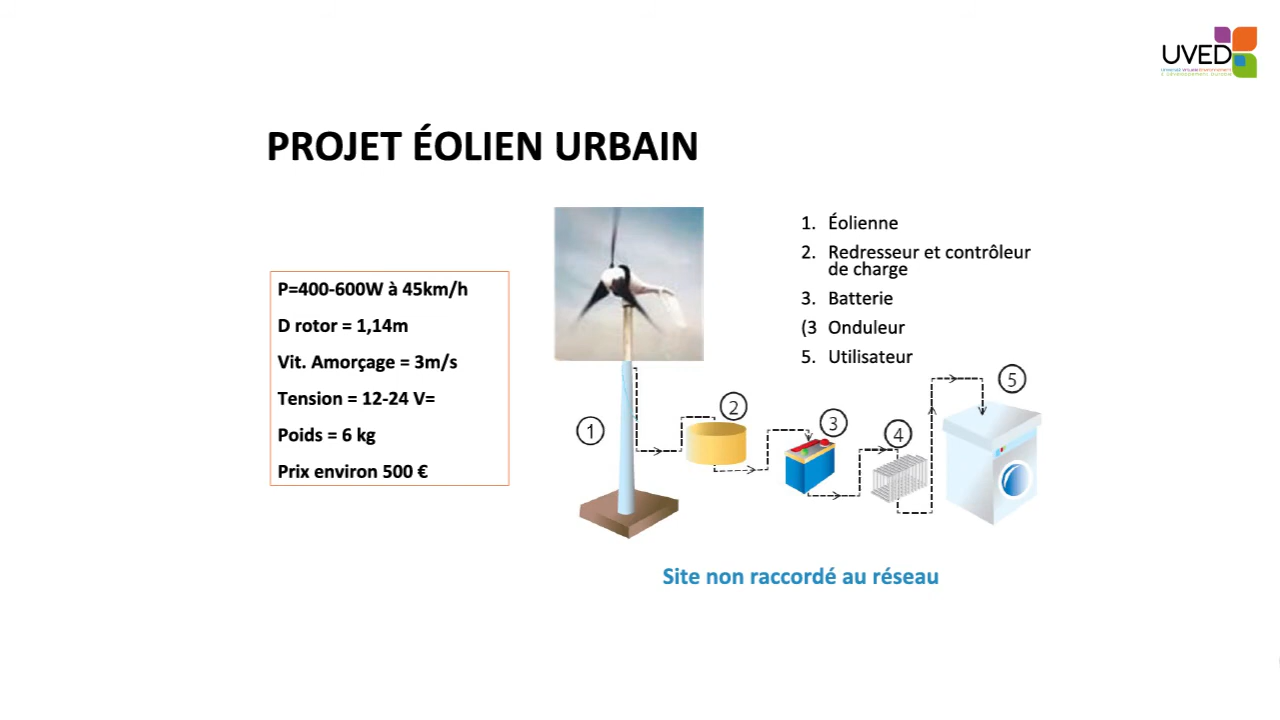 UVED
PROJET ÉOLIEN URBAIN
P=400-600W à 45km/h
D rotor = 1,14m
Vit. Amorçage = 3m/s
Tension = 12-24 V=
Poids = 6 kg
Prix environ 500 €
1. Éolienne
2. Redresseur et contrôleur
de charge
3. Batterie
(3 Onduleur
5. Utilisateur
1
2
3
4
5
Site non raccordé au réseau